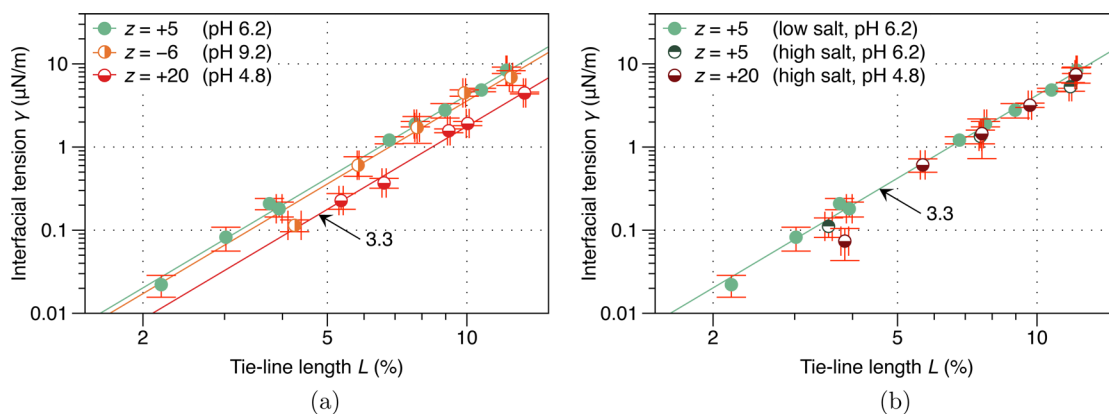 z = +5 (pH 6.2)
z = −6 (pH 9.2)
z = +20 (pH 4.8)
Interfacial tension γ (µN/m)
10
1
0.1
0.01
3.3
2
5
10
Tie-line length L (%)
(a)
z = +5 (low salt, pH 6.2)
z = +5 (high salt, pH 6.2)
z = +20 (high salt, pH 4.8)
Interfacial tension γ (µN/m)
10
1
0.1
0.01
3.3
2
5
10
Tie-line length L (%)
(b)